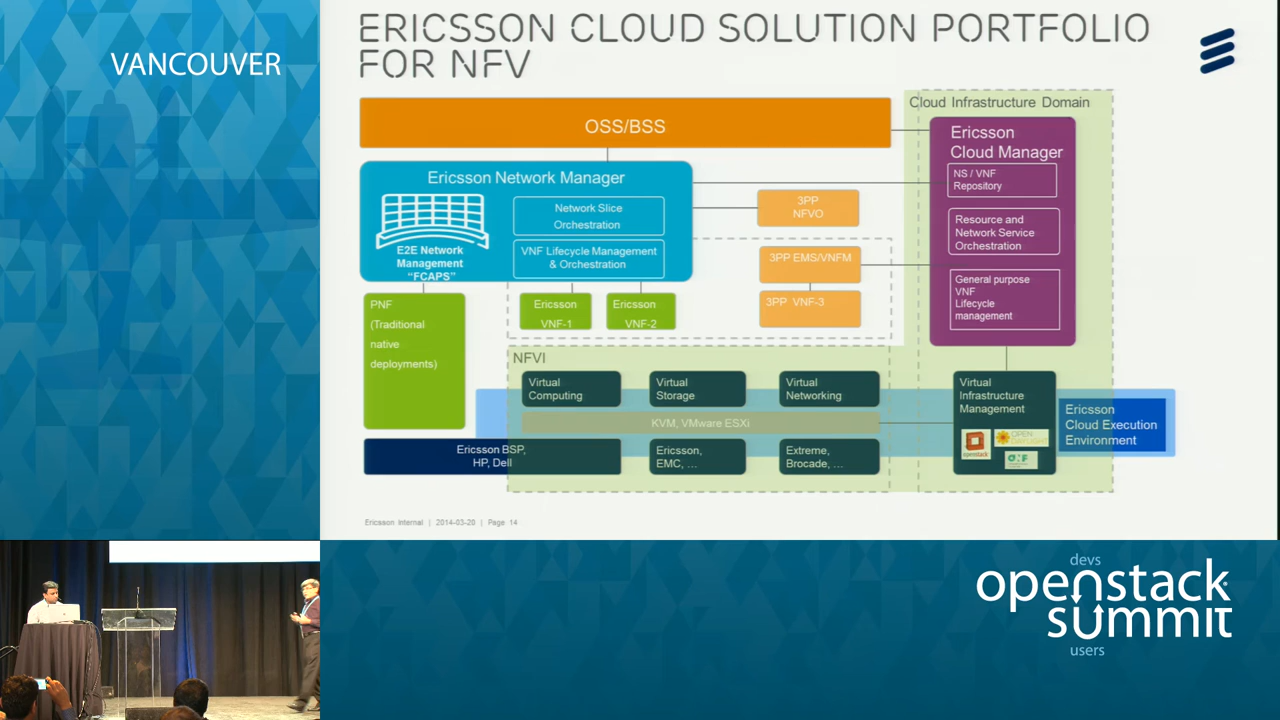 VANCOUVER
ERICSSON CLOUD SOLUTION PORTFOLIO
FOR NFV
OSS/BSS
Cloud Infrastructure Domain
Ericsson
Cloud Manager
NS / VNF
Repository
Resource and
Network Service
Orchestration
General purpose
VNF
Lifecycle
management
Ericsson Network Manager
E2E Network
Management
“FCAPS”
Network Slice
Orchestration
VNF Lifecycle Management
& Orchestration
3PP
NFVO
3PP EMS/VNFM
3PP VNF-3
PNF
(Traditional
native
deployments)
Ericsson
VNF-1
Ericsson
VNF-2
NFVI
Virtual
Computing
Virtual
Storage
Virtual
Networking
KVM, VMware ESXi
Ericsson BSP,
HP, Dell
Ericsson,
EMC, ...
Extreme,
Brocade, ...
Virtual
Infrastructure
Management
openstack
OPEN
DAYLIGHT
Ericsson
Cloud Execution
Environment
Ericsson Internal | 2014-03-20 | Page 14
devs
openstack
summit
users